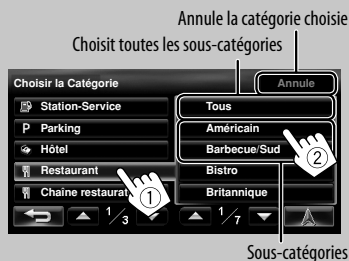 Annule la catégorie choisie
Choisit toutes les sous-catégories
Choisir la Catégorie
Annule
Station-Service
Tous
P Parking
Américain
Hôtel
Barbecue/Sud
Restaurant
Bistro
Chaîne restaurat
Britannique
1
2
1/3
1/7
Sous-catégories